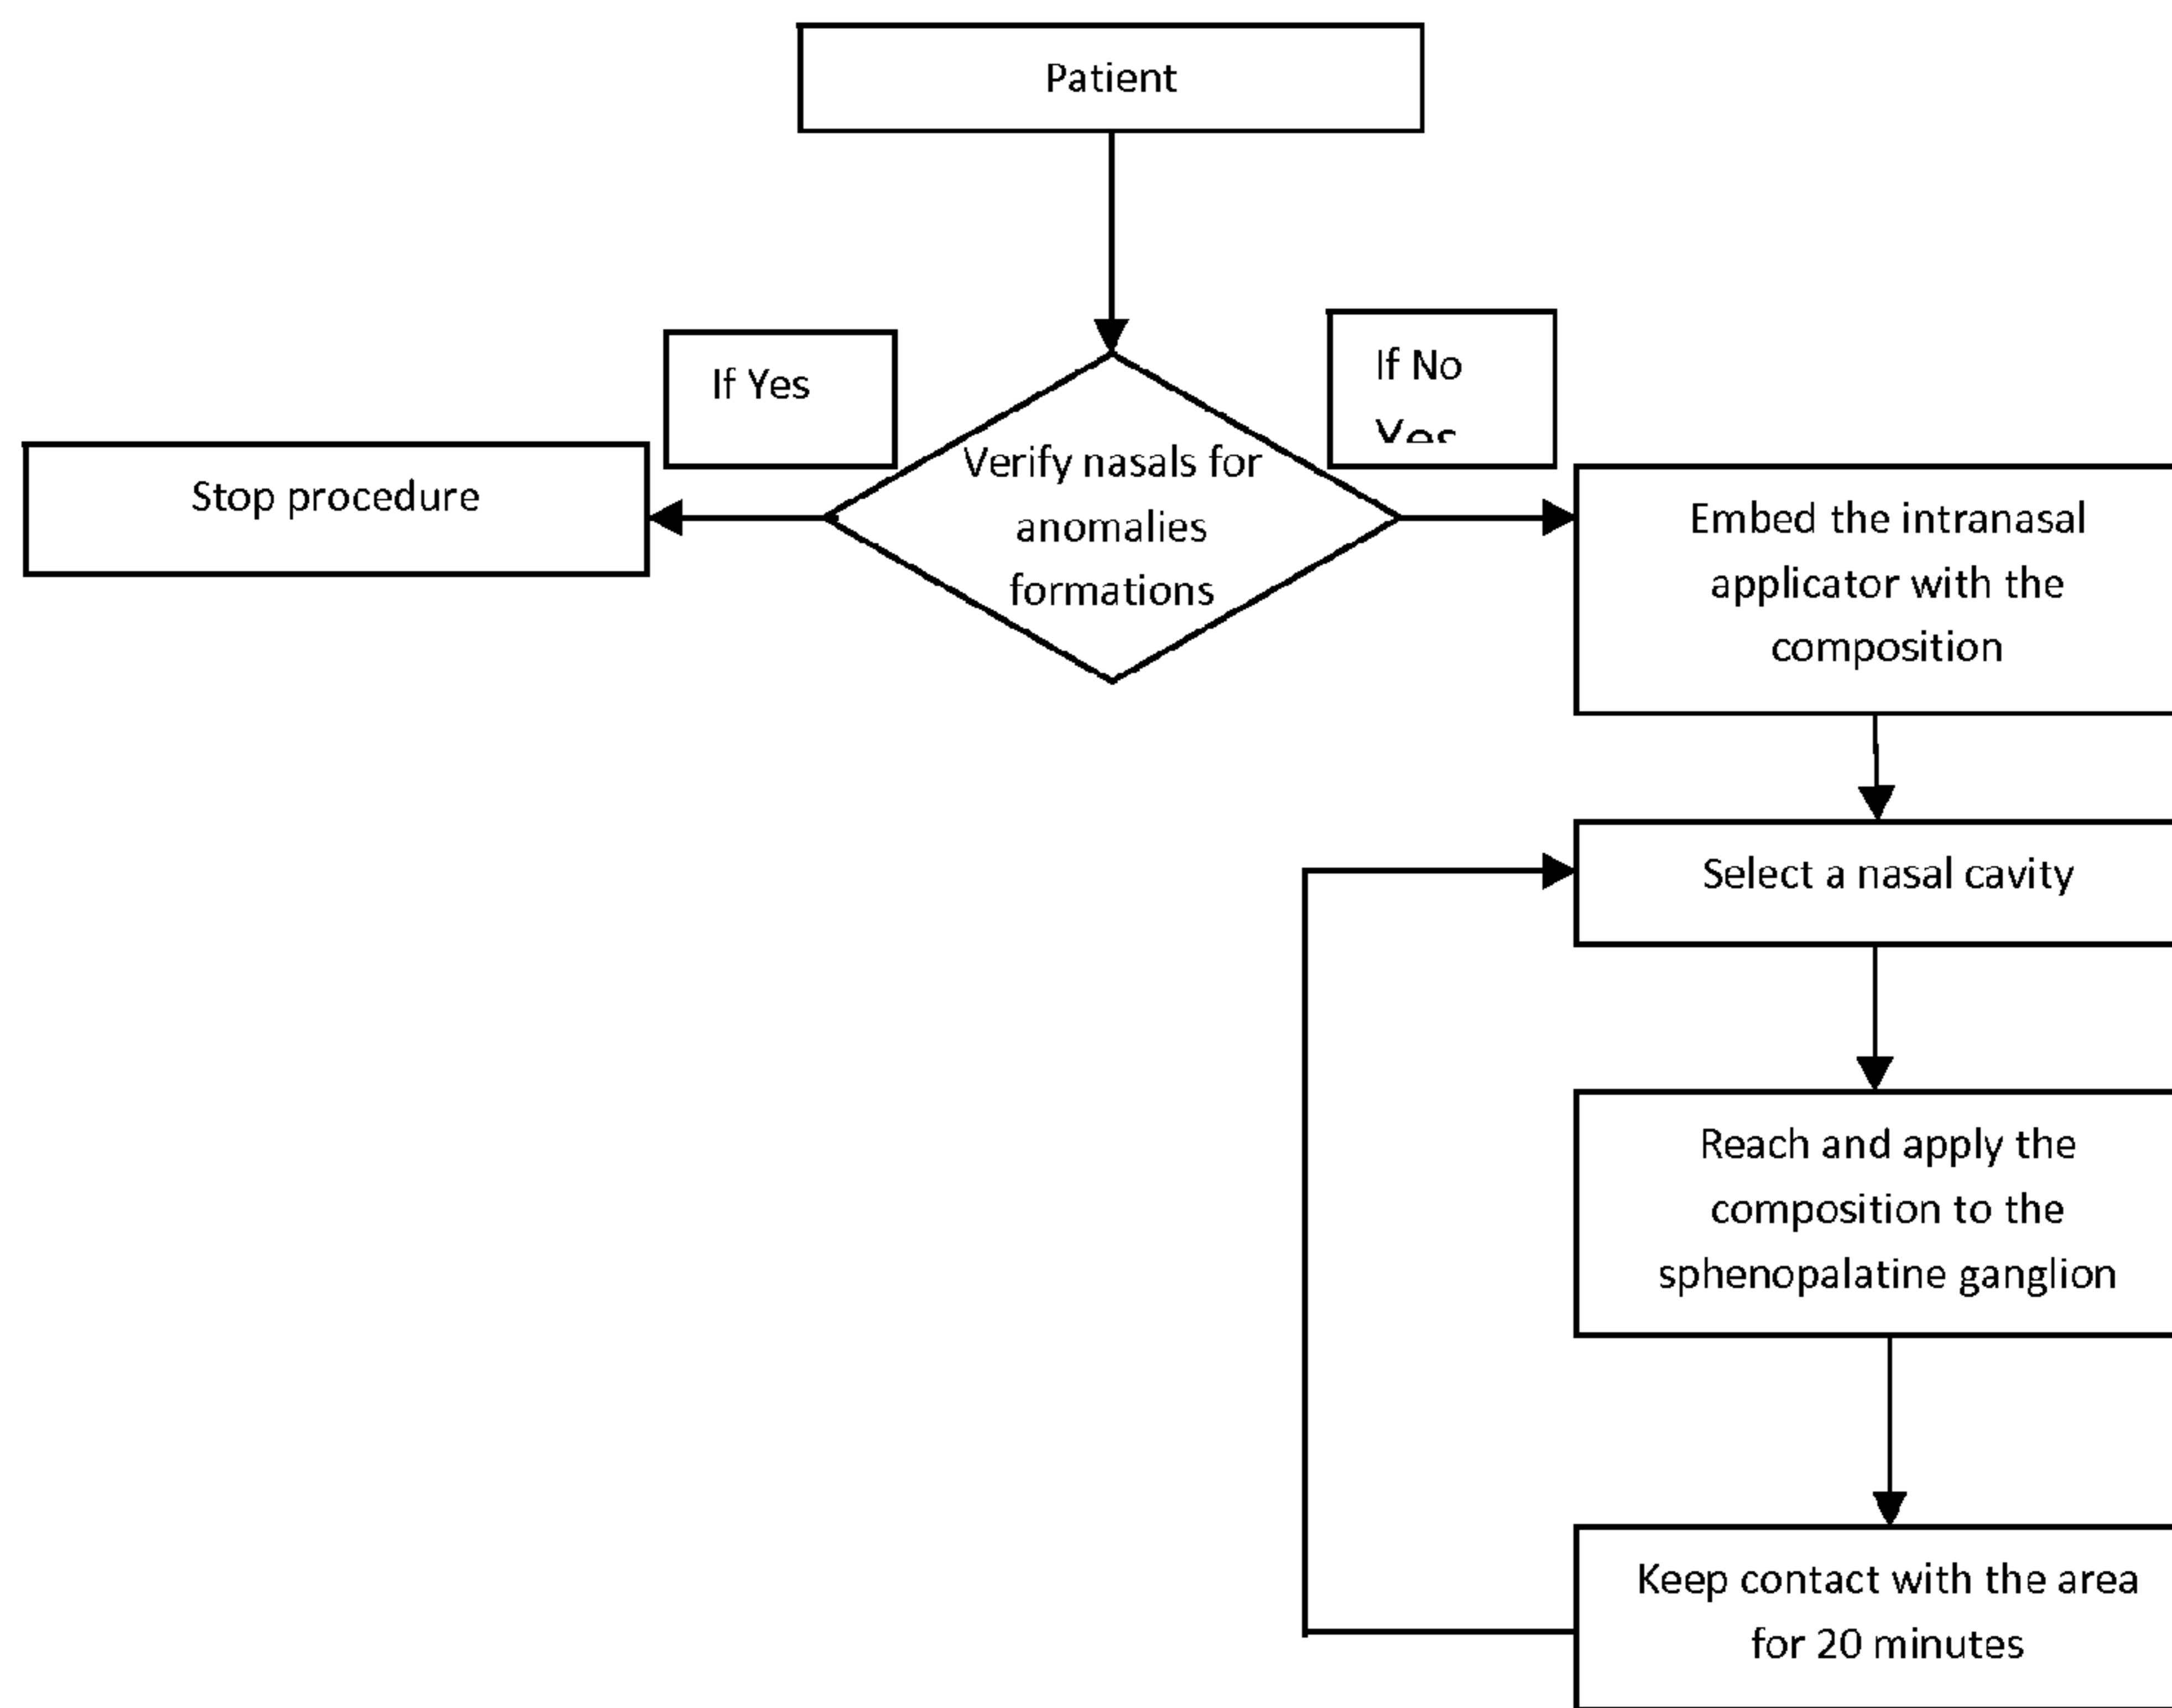 Patient
If Yes
If No
Yes
Verify nasals for
anomalies
formations
Stop procedure
Embed the intranasal
applicator with the
composition
Select a nasal cavity
Reach and apply the
composition to the
sphenopalatine ganglion
Keep contact with the area
for 20 minutes